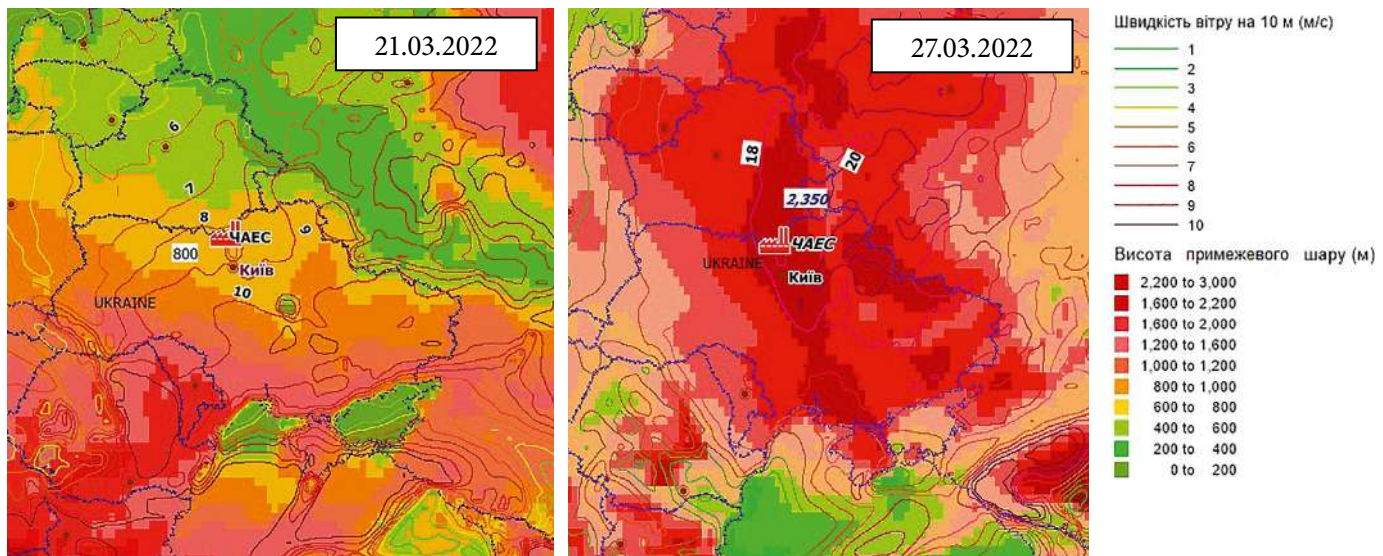 21.03.2022
6
7
8
9
ЧАЕС
800
Київ
10
UKRAINE
27.03.2022
18
20
2,350
ЧАЕС
UKRAINE
Київ
Швидкість вітру на 10 м (м/с)
1
2
3
4
5
6
7
8
9
10
Висота примежевого шару (м)
2,200 to 3,000
1,600 to 2,200
1,600 to 2,000
1,200 to 1,600
1,000 to 1,200
800 to 1,000
600 to 800
400 to 600
200 to 400
0 to 200